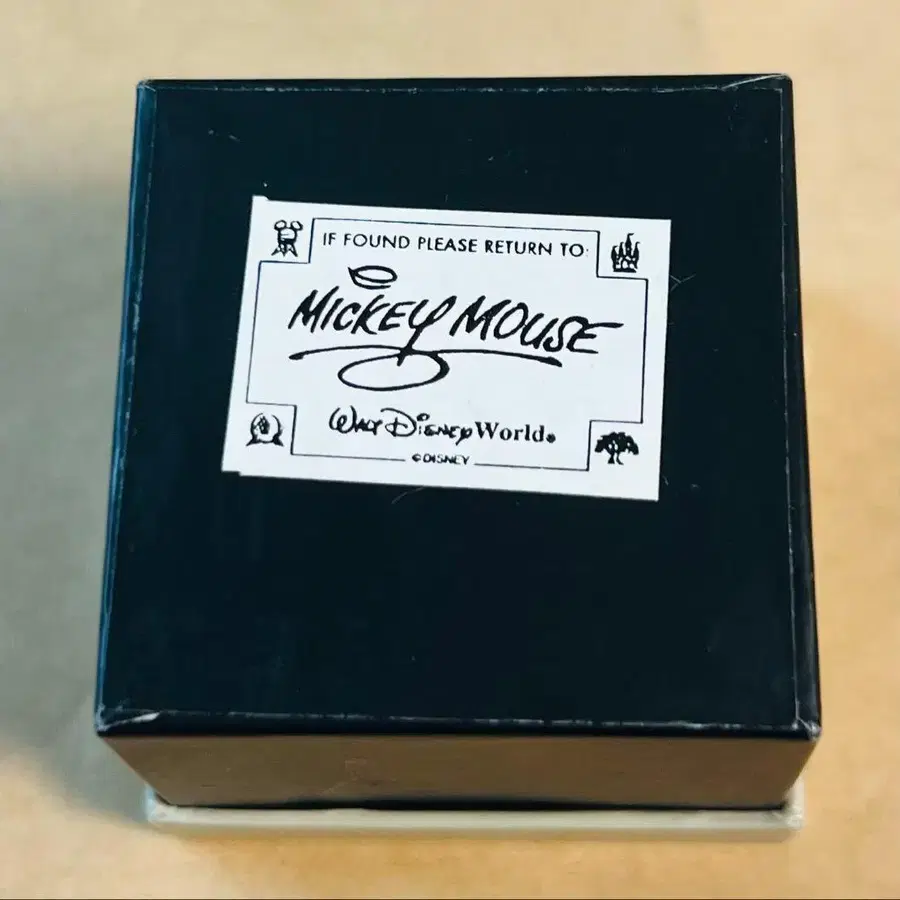 IF FOUND PLEASE RETURN TO:
MICKEY MOUSE
WALT DISNEY World®
©DISNEY